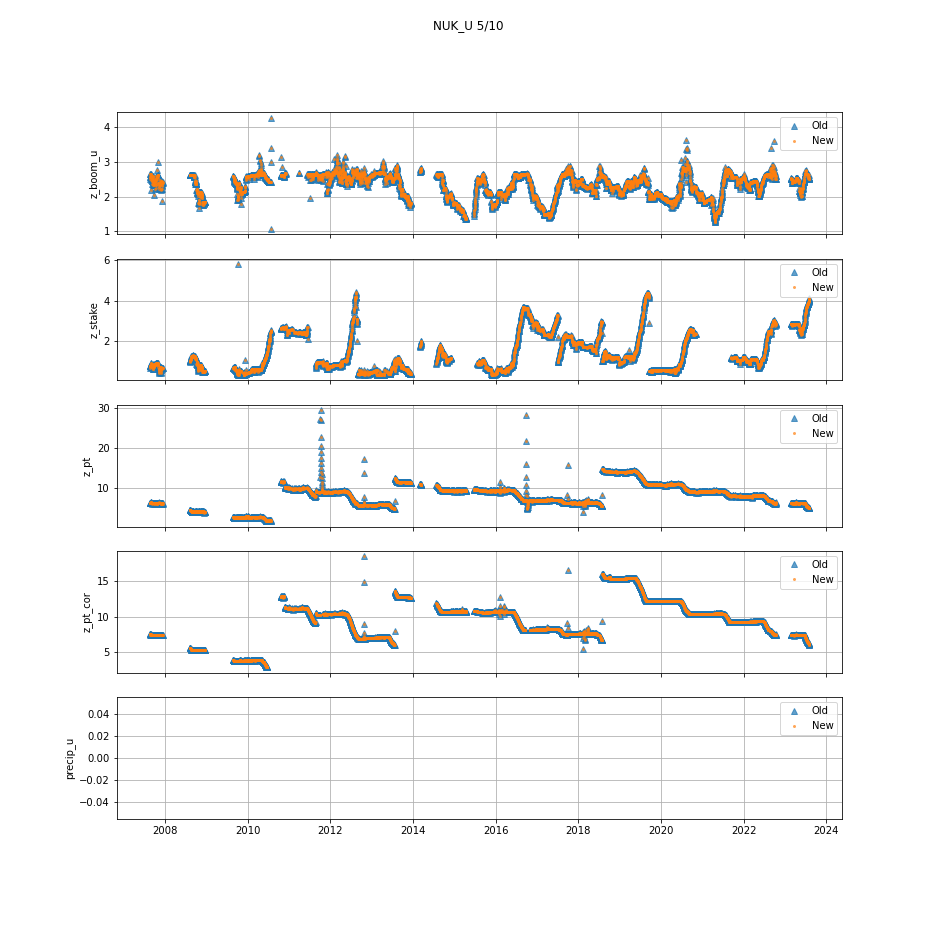 NUK_U 5/10
4
3
2
1
z_boom_u
Old
New
6
4
2
z_stake
Old
New
30
20
10
z_pt
Old
New
15
10
5
z_pt_cor
Old
New
0.04
0.02
0.00
−0.02
−0.04
precip_u
Old
New
2008 2010 2012 2014 2016 2018 2020 2022 2024